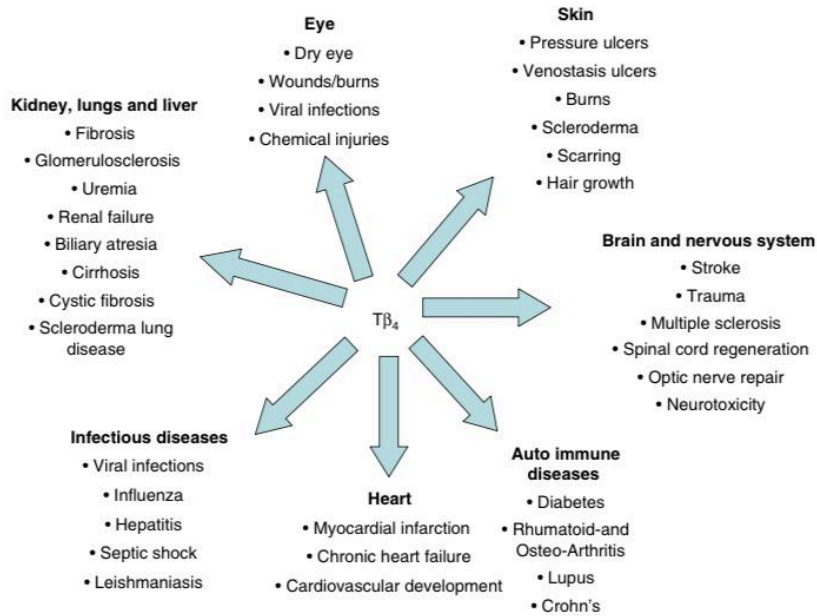 Eye
• Dry eye
• Wounds/burns
• Viral infections
• Chemical injuries
Skin
• Pressure ulcers
• Venostasis ulcers
• Burns
• Scleroderma
• Scarring
• Hair growth
Kidney, lungs and liver
• Fibrosis
• Glomerulosclerosis
• Uremia
• Renal failure
• Biliary atresia
• Cirrhosis
• Cystic fibrosis
• Scleroderma lung
disease
Brain and nervous system
• Stroke
• Trauma
• Multiple sclerosis
• Spinal cord regeneration
• Optic nerve repair
• Neurotoxicity
Tβ₄
Infectious diseases
• Viral infections
• Influenza
• Hepatitis
• Septic shock
• Leishmaniasis
Heart
• Myocardial infarction
• Chronic heart failure
• Cardiovascular development
Auto immune
diseases
• Diabetes
• Rhumatoid-and
Osteo-Arthritis
• Lupus
• Crohn's